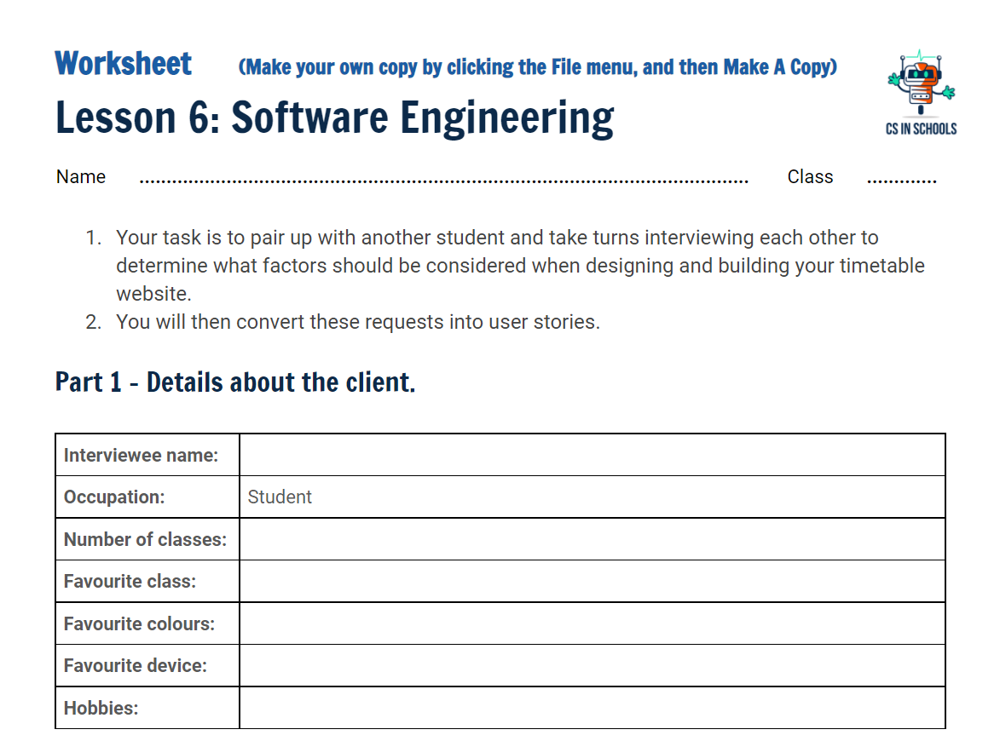 Worksheet (Make your own copy by clicking the File menu, and then Make A Copy)
Lesson 6: Software Engineering
CS IN SCHOOLS
Name ............................................................................................. Class .............
1. Your task is to pair up with another student and take turns interviewing each other to
determine what factors should be considered when designing and building your timetable
website.
2. You will then convert these requests into user stories.
Part 1 - Details about the client.
Interviewee name:
Occupation: Student
Number of classes:
Favourite class:
Favourite colours:
Favourite device:
Hobbies: